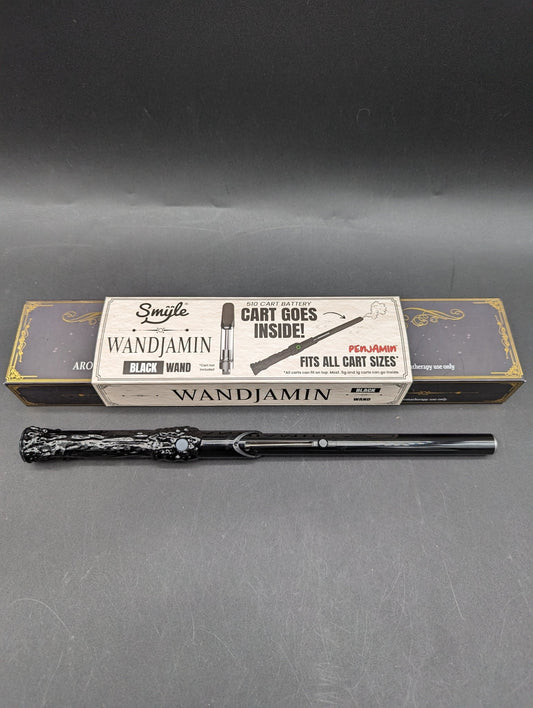 Smÿle
WANDJAMIN
BLACK WAND
*Cart not
included
510 CART BATTERY
CART GOES
INSIDE!
PENJAMIN
FITS ALL CART SIZES*
*All carts can fit on top. Most .5g and 1g carts can go inside.
WANDJAMIN
BLACK
WAND
ARO
therapy use only